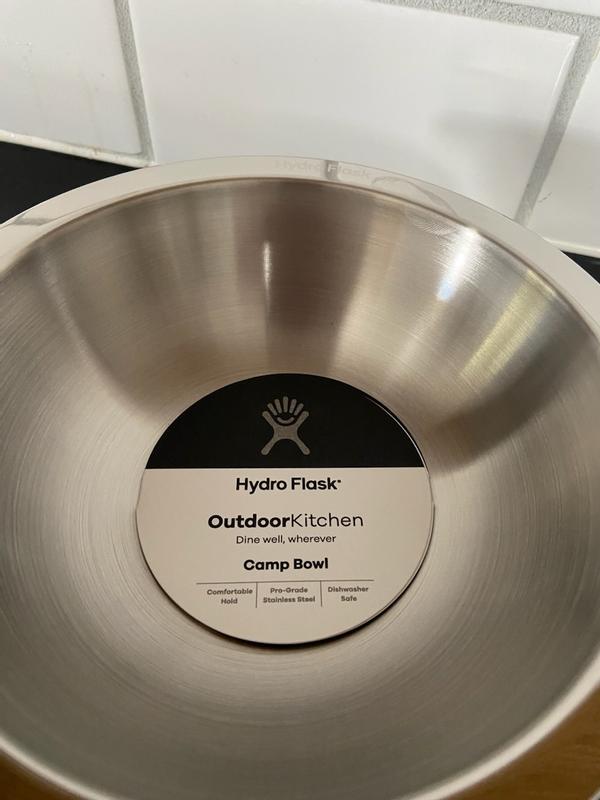 Hydro Flask
Hydro Flask
OutdoorKitchen
Dine well, wherever
Camp Bowl
Comfortable Hold
Pro-Grade Stainless Steel
Dishwasher Safe